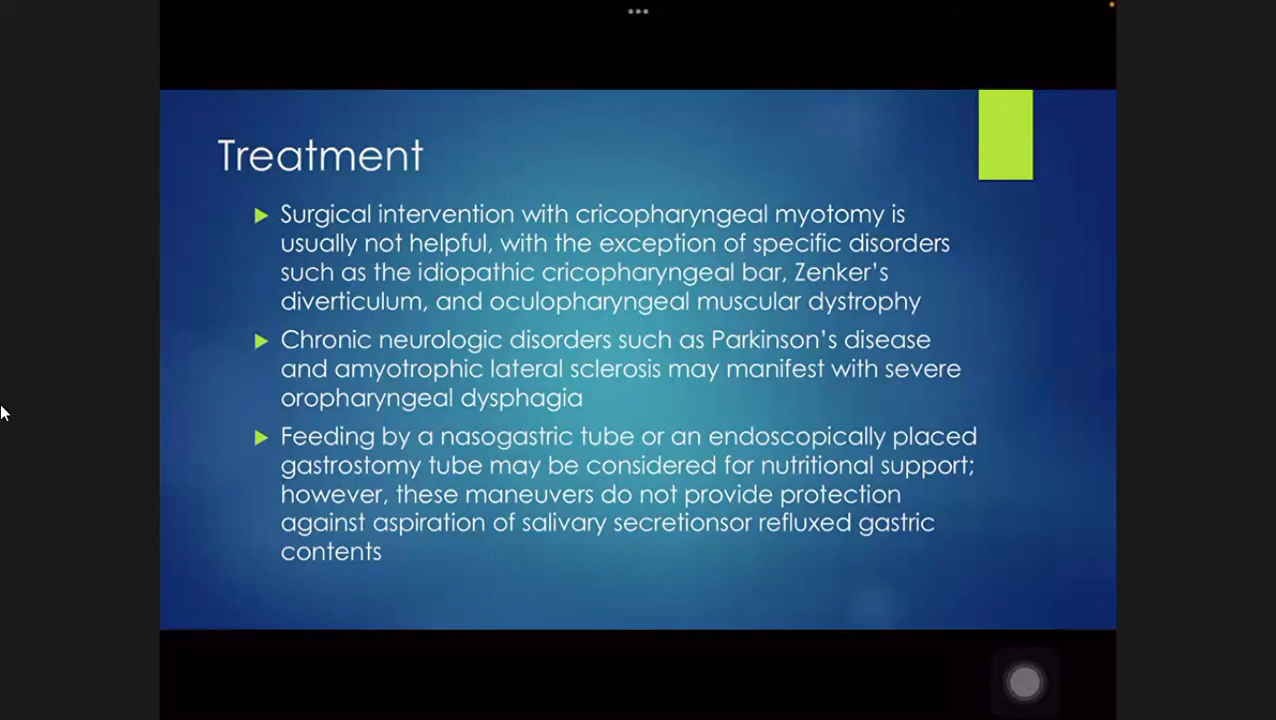 Treatment
Surgical intervention with cricopharyngeal myotomy is
usually not helpful, with the exception of specific disorders
such as the idiopathic cricopharyngeal bar, Zenker’s
diverticulum, and oculopharyngeal muscular dystrophy
Chronic neurologic disorders such as Parkinson’s disease
and amyotrophic lateral sclerosis may manifest with severe
oropharyngeal dysphagia
Feeding by a nasogastric tube or an endoscopically placed
gastrostomy tube may be considered for nutritional support;
however, these maneuvers do not provide protection
against aspiration of salivary secretionsor refluxed gastric
contents